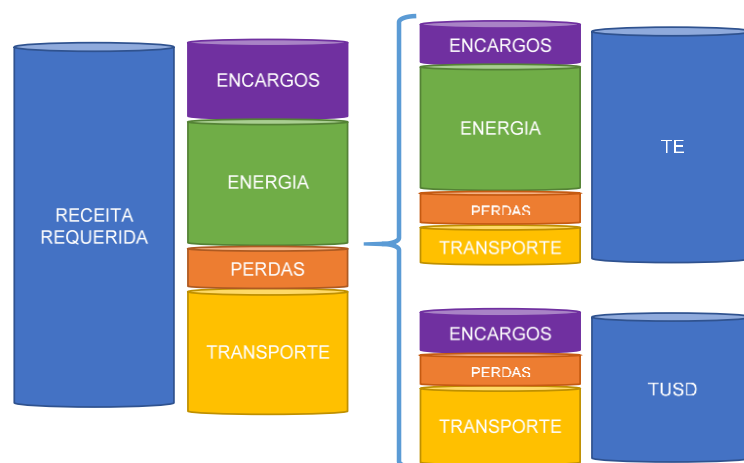 RECEITA
REQUERIDA
ENCARGOS
ENERGIA
PERDAS
TRANSPORTE
ENCARGOS
ENERGIA
PERDAS
TRANSPORTE
TE
ENCARGOS
PERDAS
TRANSPORTE
TUSD